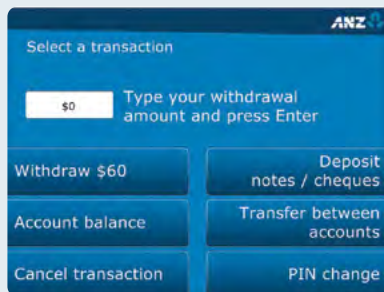 ANZ
Select a transaction
$0
Type your withdrawal
amount and press Enter
Withdraw $60
Deposit
notes / cheques
Account balance
Transfer between
accounts
Cancel transaction
PIN change